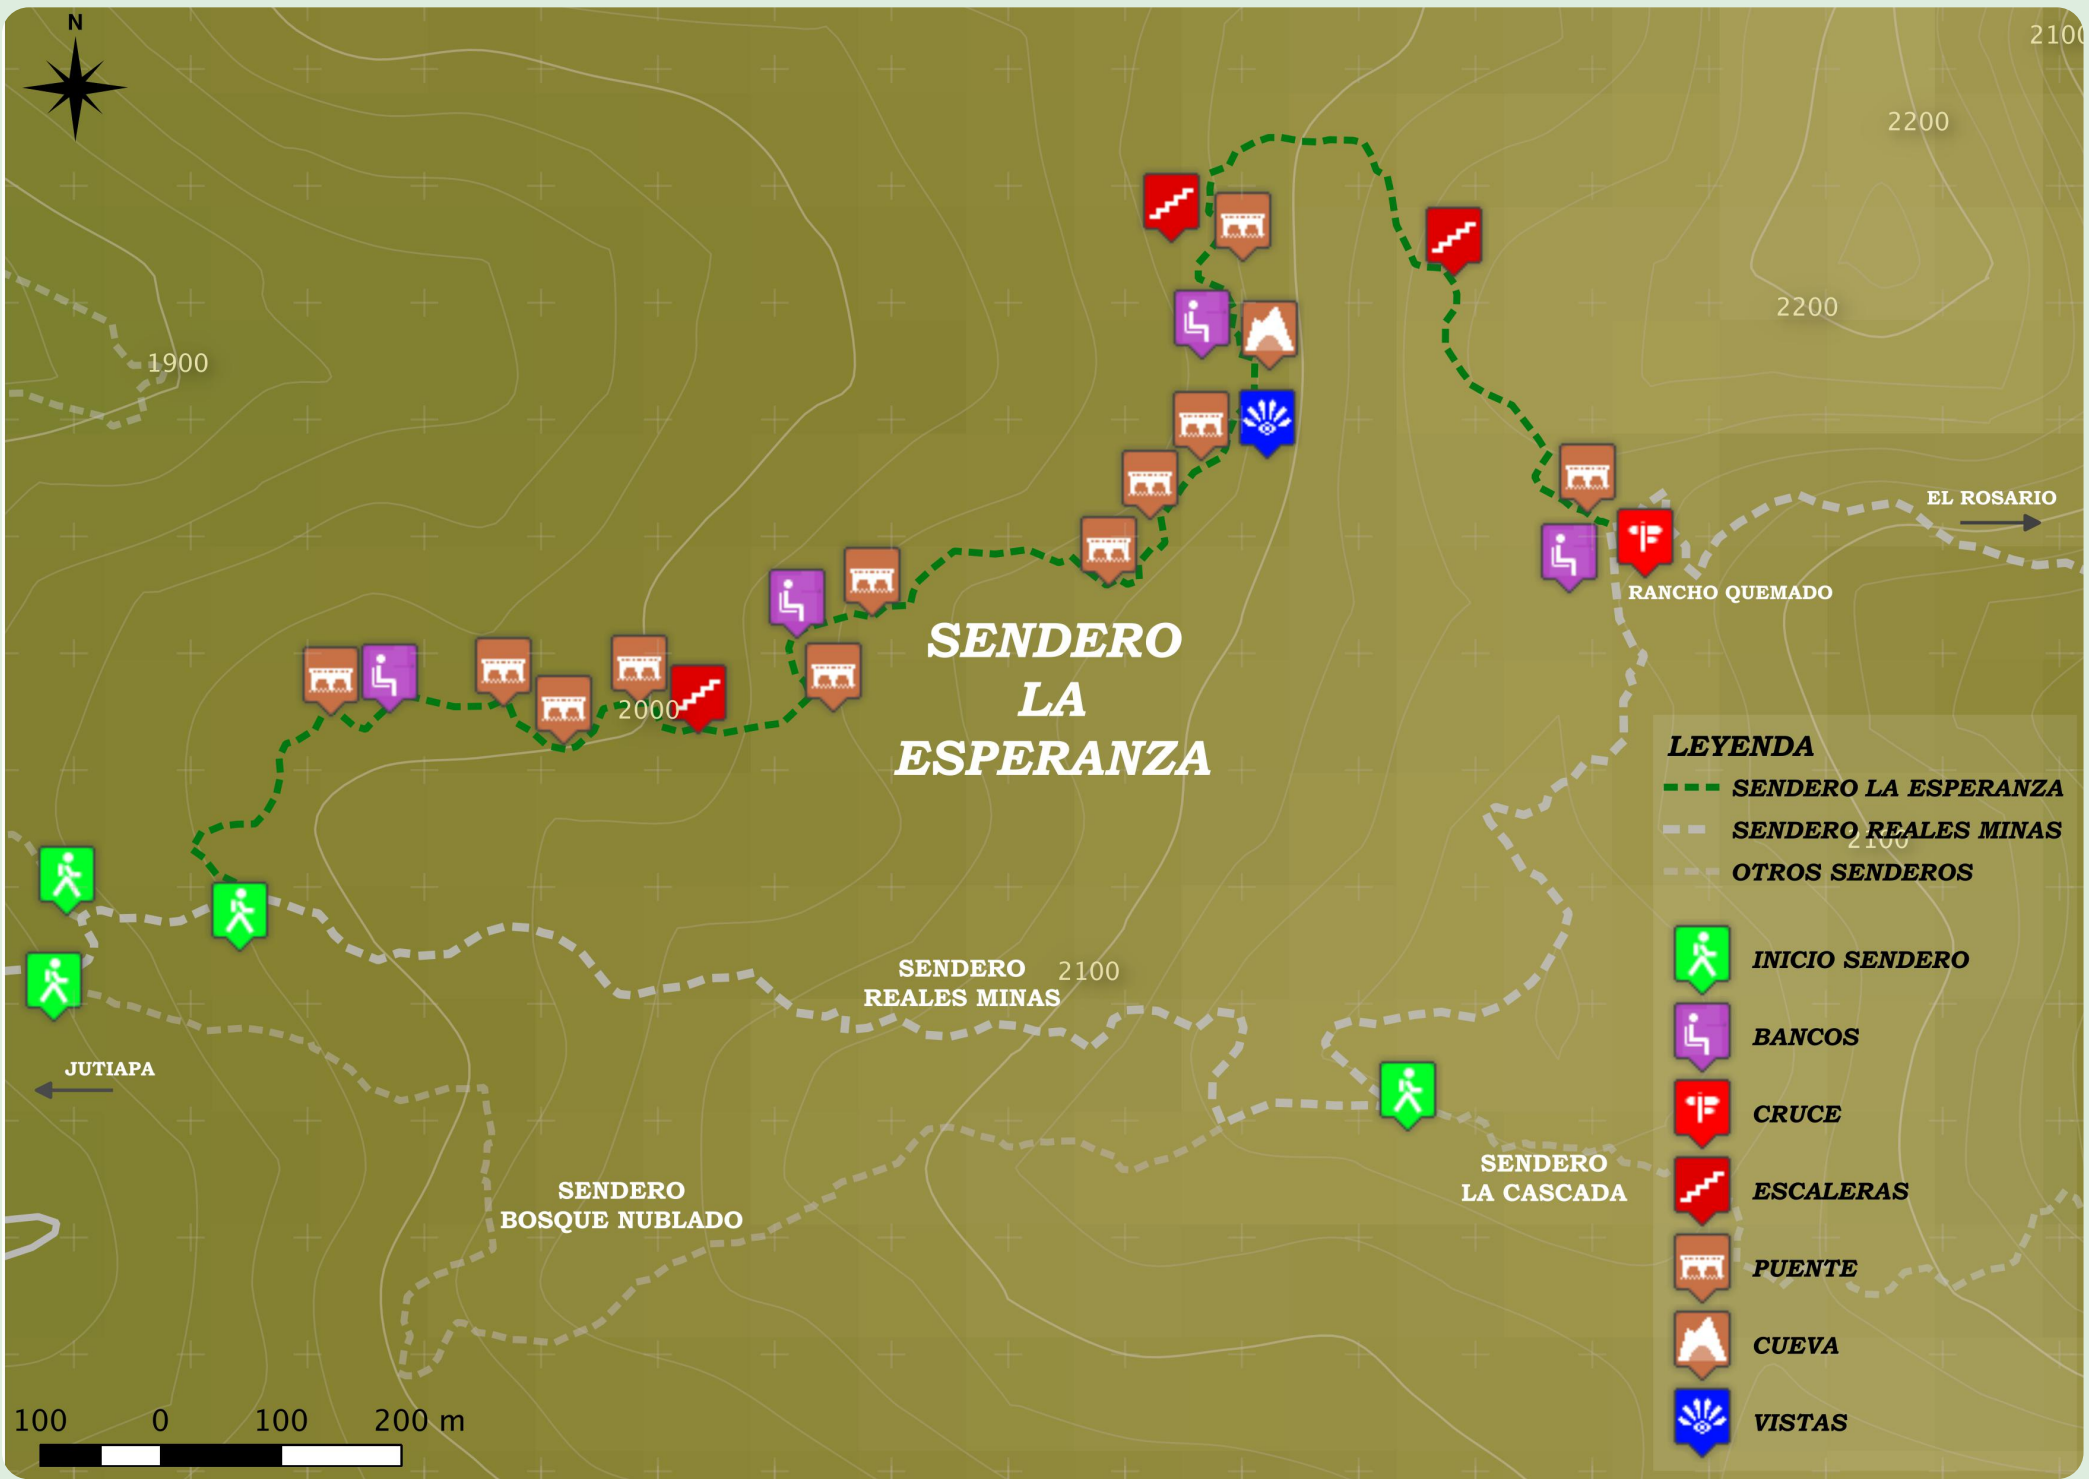 N
2100
2200
2200
1900
EL ROSARIO
RANCHO QUEMADO
SENDERO
LA
ESPERANZA
2000
LEYENDA
SENDERO LA ESPERANZA
SENDERO REALES MINAS
2100
OTROS SENDEROS
INICIO SENDERO
BANCOS
CRUCE
ESCALERAS
PUENTE
CUEVA
VISTAS
SENDERO
REALES MINAS
2100
JUTIAPA
SENDERO
BOSQUE NUBLADO
SENDERO
LA CASCADA
100 0 100 200 m